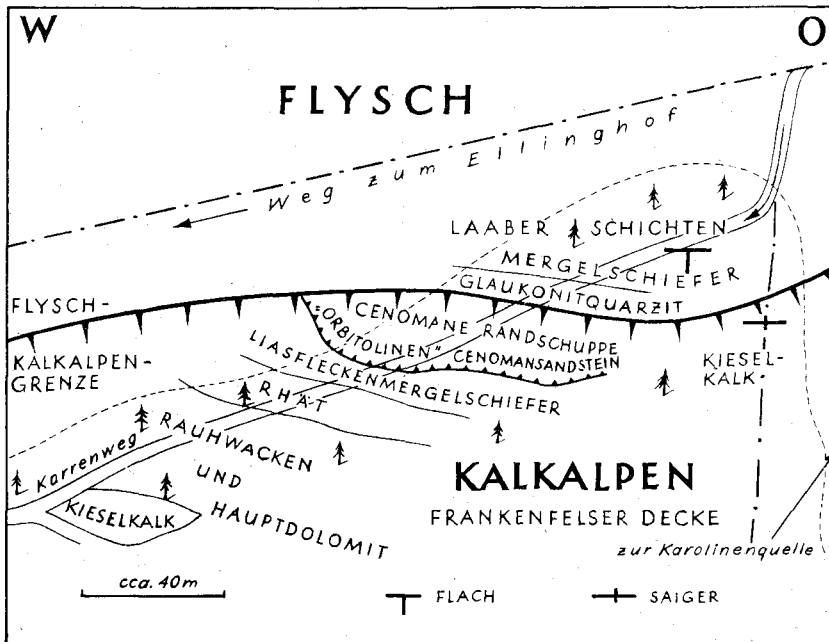 W
O
FLYSCH
Weg zum Ellinghof
LAABER SCHICHTEN
MERGELSCHIEFER
GLAUKONITQUARZIT
FLYSCH-
KALKALPEN-
GRENZE
CENOMANE RANDSCHUPPE
"ORBITOLINEN" CENOMANSANDSTEIN
LIASFLECKENMERGELSCHIEFER
KIESEL-
KALK
RHÄT
Karrenweg
RAUHWACKEN
UND
HAUPTDOLOMIT
KIESELKALK
KALKALPEN
FRANKENFELSER DECKE
zur Karolinenquelle
cca. 40m
FLACH
SAIGER